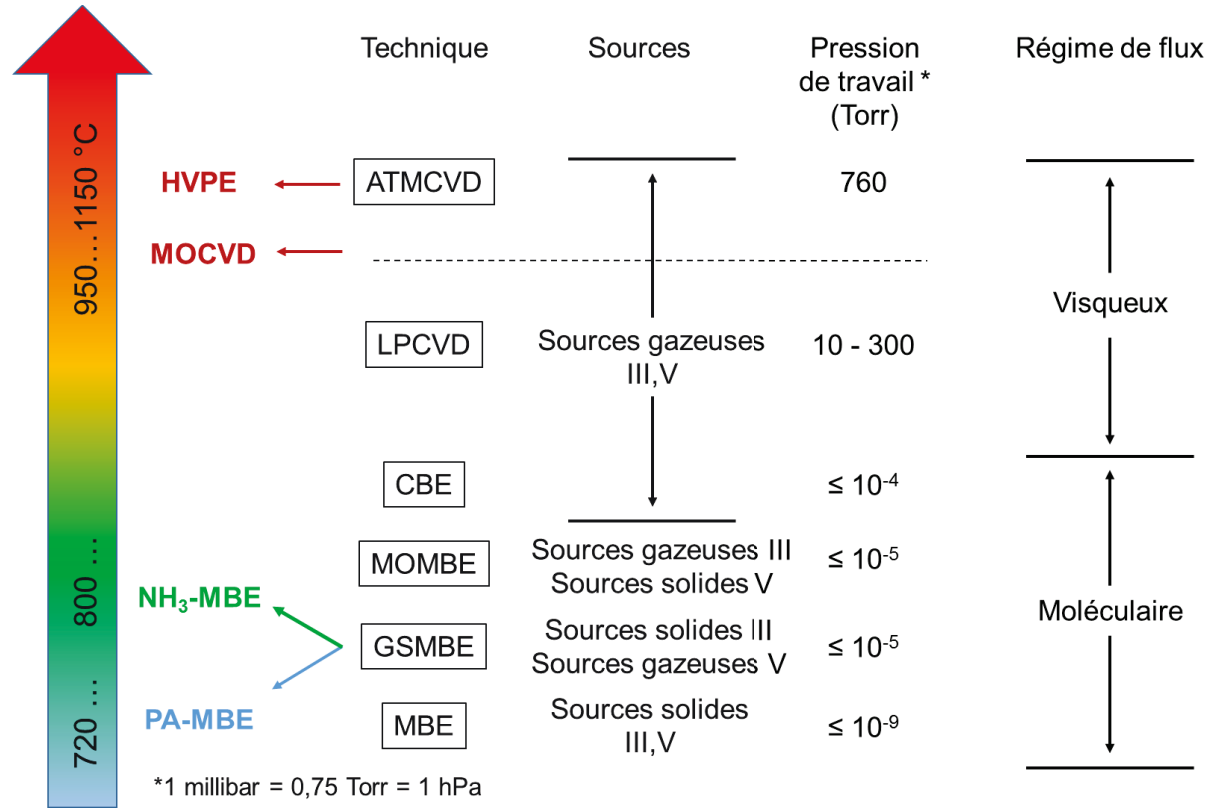 Technique
Sources
Pression
de travail *
(Torr)
Régime de flux
950…1150 °C
HVPE
ATMCVD
760
MOCVD
Visqueux
LPCVD
Sources gazeuses
III,V
10 - 300
CBE
≤ 10⁻⁴
800 …
MOMBE
Sources gazeuses III
Sources solides V
≤ 10⁻⁵
NH₃-MBE
Moléculaire
GSMBE
Sources solides III
Sources gazeuses V
≤ 10⁻⁵
720 …
PA-MBE
MBE
Sources solides
III,V
≤ 10⁻⁹
*1 millibar = 0,75 Torr = 1 hPa